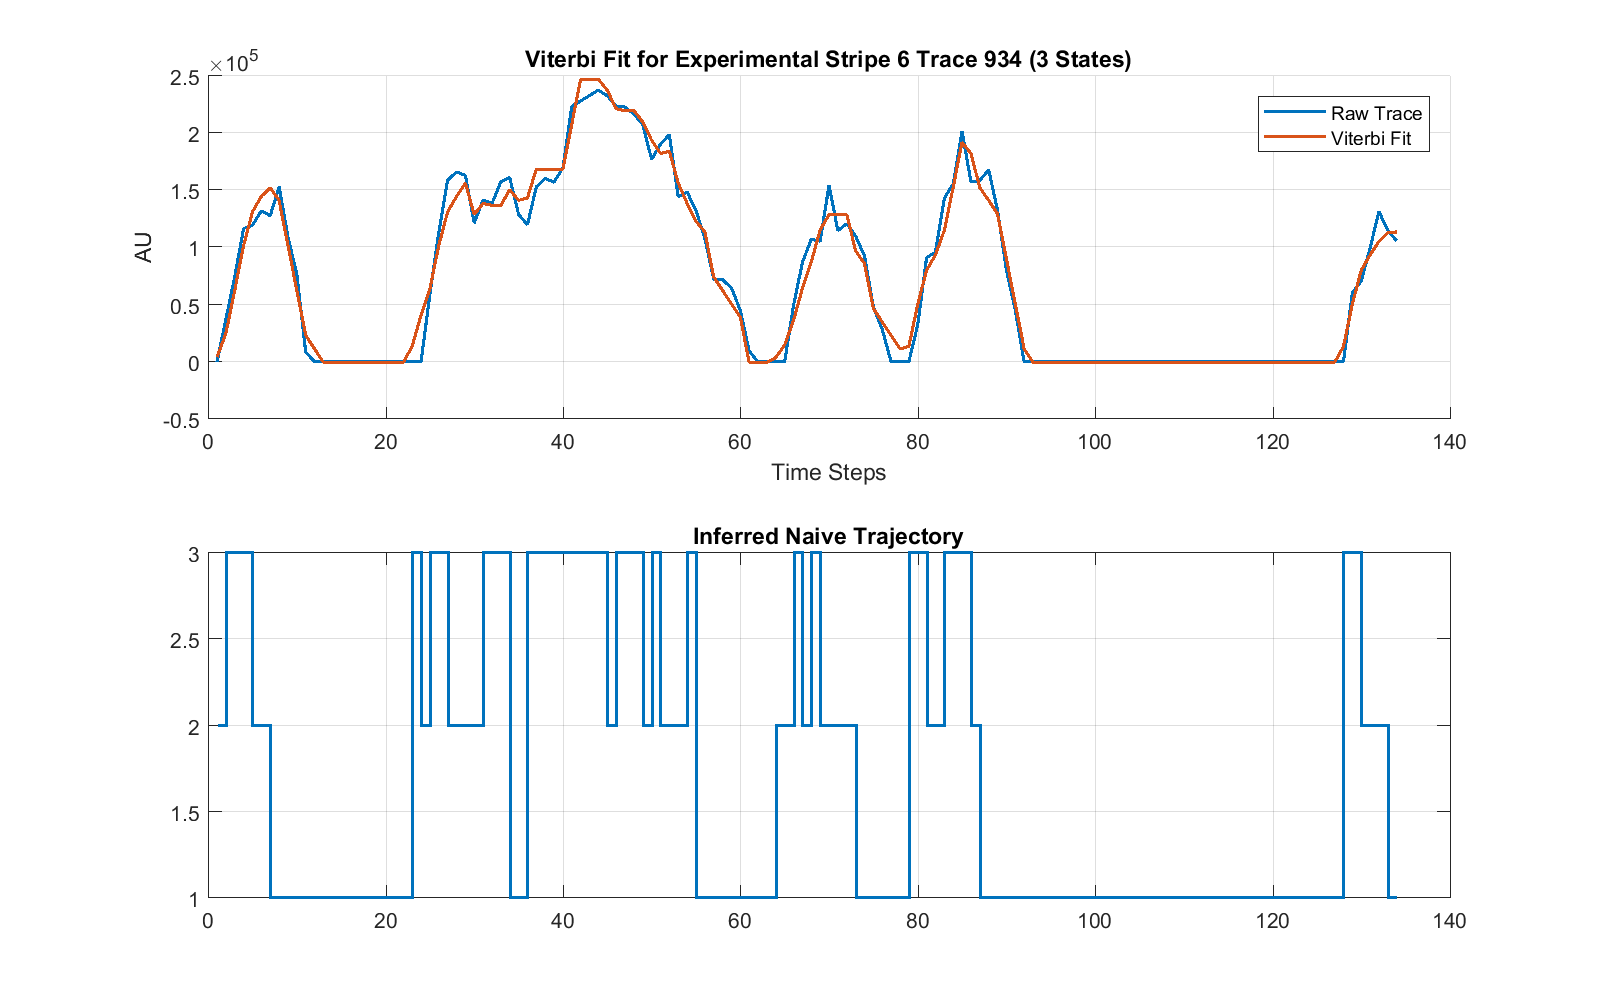 Viterbi Fit for Experimental Stripe 6 Trace 934 (3 States)
×10^5
2.5
2
1.5
1
0.5
0
-0.5
AU
Raw Trace
Viterbi Fit
0 20 40 60 80 100 120 140
Time Steps
Inferred Naive Trajectory
3
2.5
2
1.5
1
0 20 40 60 80 100 120 140